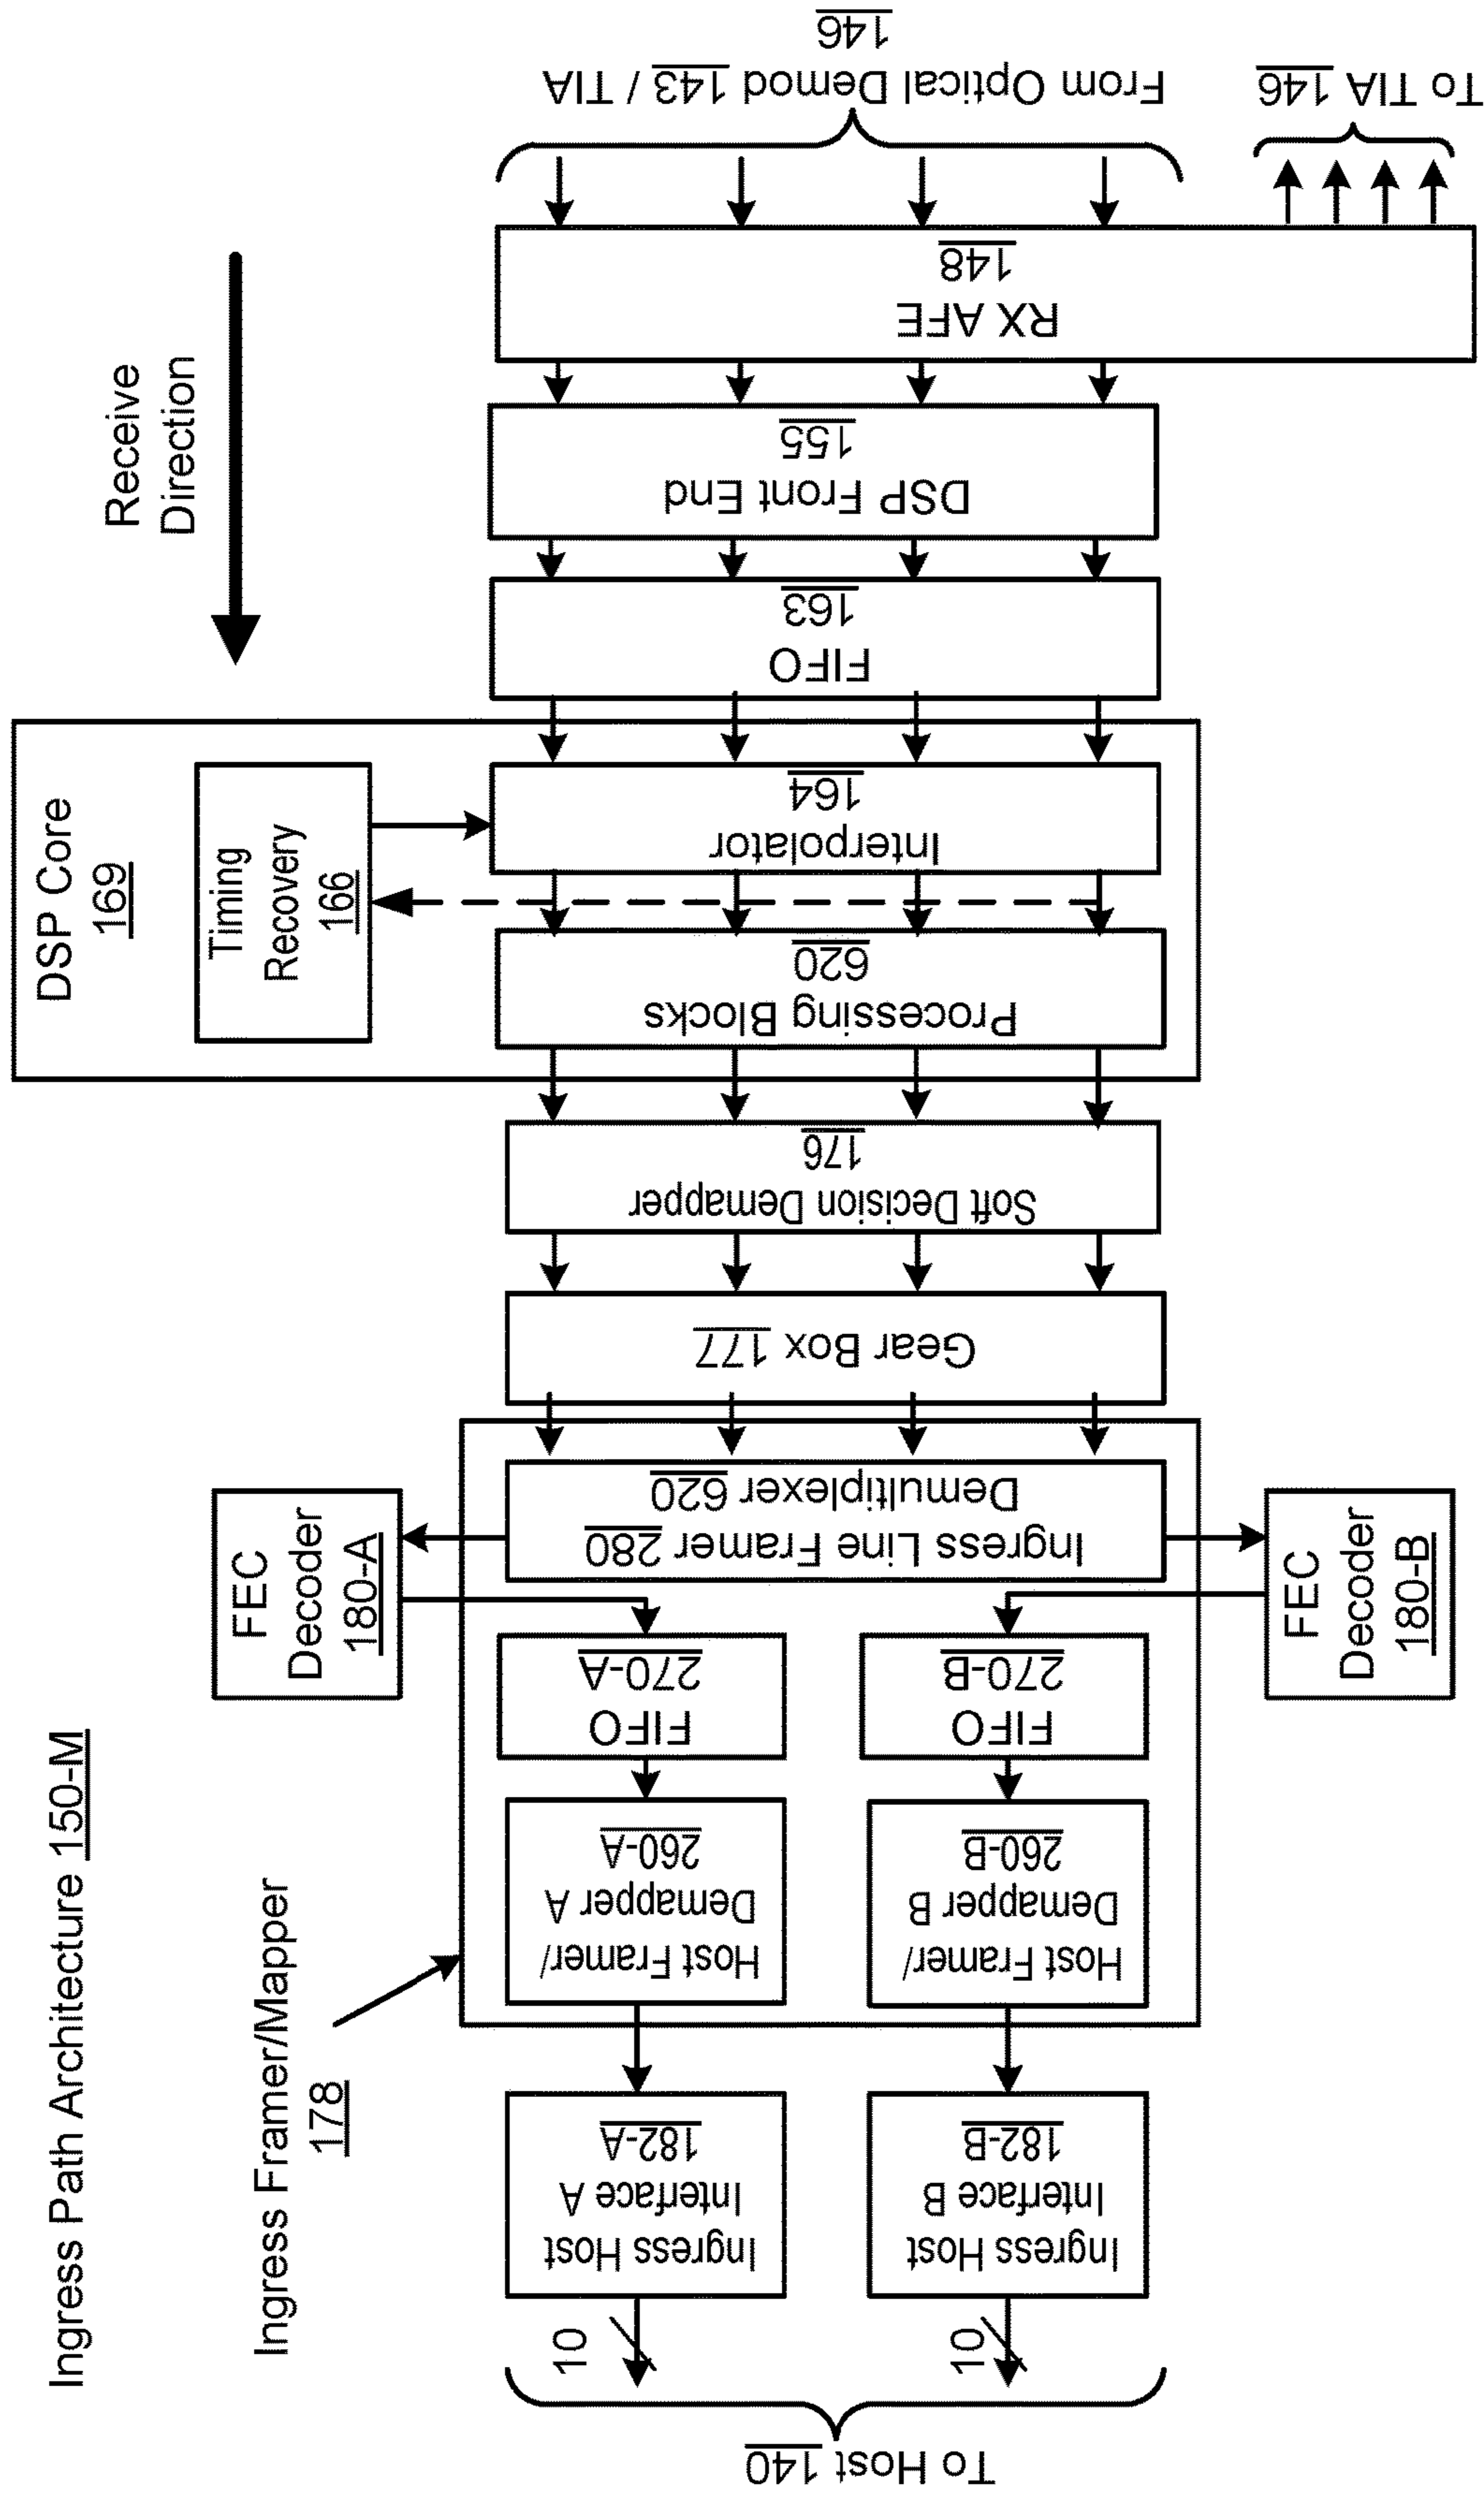 Ingress Path Architecture 150-M
Receive
Direction
Ingress Framer/Mapper
178
DSP Core
169
Timing
Recovery
166
FEC
Decoder
180-A
From Optical Demod 143 / TIA
146
To TIA 146
RX AFE
148
DSP Front End
155
FIFO
163
Interpolator
164
Processing Blocks
620
Soft Decision Demapper
176
Gear Box 177
Ingress Line Framer 280
Demultiplexer 620
FEC
Decoder
180-B
FIFO
270-A
FIFO
270-B
Host Framer/
Demapper A
260-A
Host Framer/
Demapper B
260-B
Ingress Host
Interface A
182-A
Ingress Host
Interface B
182-B
10
10
To Host 140